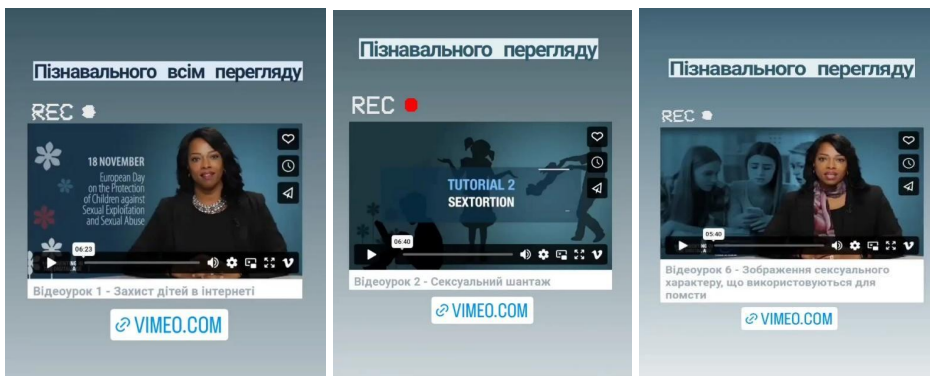 Пізнавального всім перегляду
REC
18 NOVEMBER
European Day
on the Protection
of Children against
Sexual Exploitation
and Sexual Abuse
06:23
Відеоурок 1 - Захист дітей в інтернеті
VIMEO.COM
Пізнавального перегляду
REC
TUTORIAL 2
SEXTORTION
06:40
Відеоурок 2 - Сексуальний шантаж
VIMEO.COM
Пізнавального перегляду
REC
05:40
Відеоурок 6 - Зображення сексуального
характеру, що використовуються для
помсти
VIMEO.COM